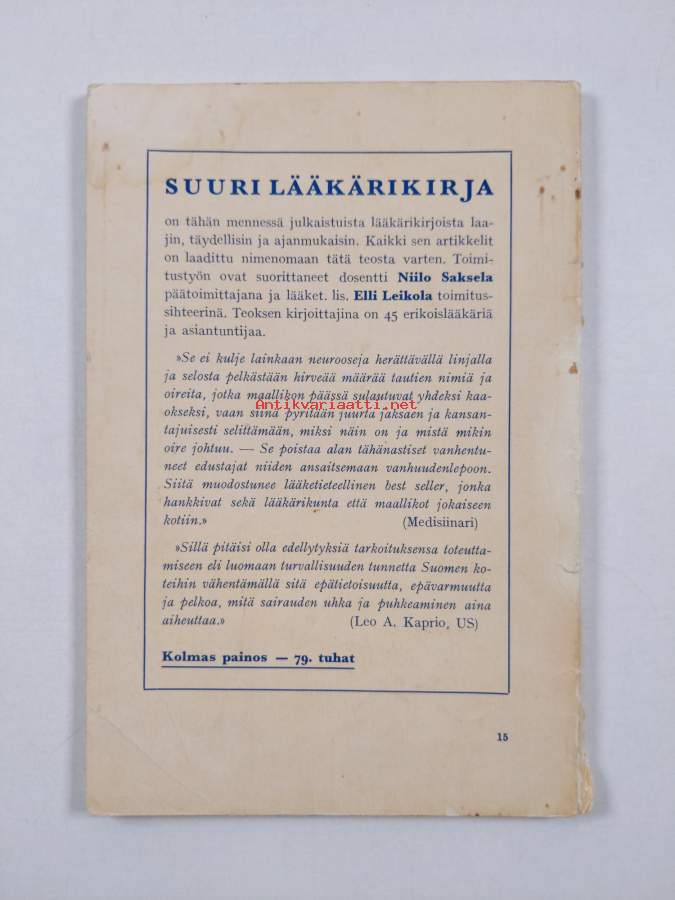 SUURI LÄÄKÄRIKIRJA
on tähän mennessä julkaistuista lääkärikirjoista laa-
jin, täydellisin ja ajanmukaisin. Kaikki sen artikkelit
on laadittu nimenomaan tätä teosta varten. Toimi-
tustyön ovat suorittaneet dosentti Niilo Saksela
päätoimittajana ja lääket. lis. Elli Leikola toimitus-
sihteerinä. Teoksen kirjoittajina on 45 erikoislääkäriä
ja asiantuntijaa.
»Se ei kulje lainkaan neurooseja herättävällä linjalla
ja selosta pelkästään hirveää määrää tautien nimiä ja
oireita, jotka maallikon päässä sulautuvat yhdeksi kaa-
Antikvariaatti.net
okseksi, vaan siinä pyritään juurta jaksaen ja kansan-
tajuisesti selittämään, miksi näin on ja mistä mikin
oire johtuu. — Se poistaa alan tähänastiset vanhentu-
neet edustajat niiden ansaitsemaan vanhuudenlepoon.
Siitä muodostunee lääketieteellinen best seller, jonka
hankkivat sekä lääkärikunta että maallikot jokaiseen
kotiin.» (Medisiinari)
»Sillä pitäisi olla edellytyksiä tarkoituksensa toteutta-
miseen eli luomaan turvallisuuden tunnetta Suomen ko-
teihin vähentämällä sitä epätietoisuutta, epävarmuutta
ja pelkoa, mitä sairauden uhka ja puhkeaminen aina
aiheuttaa.» (Leo A. Kaprio, US)
Kolmas painos — 79. tuhat
15